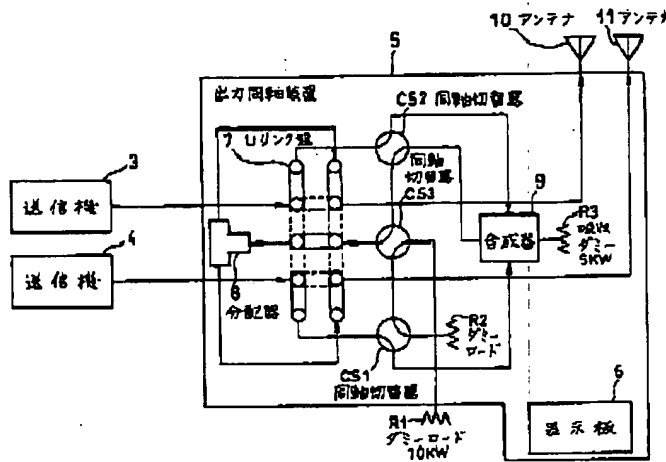 10 アンテナ
11 アンテナ
5
出力同軸装置
CS2 同軸切替器
7 Uリンク盤
同軸
切替器
CS3
3
送信機
4
送信機
8
分配器
9
合成器
R3
吸収
ダミー
5KW
R2
ダミー
ロード
CS1
同軸切替器
R1
ダミーロード
10KW
6
表示板